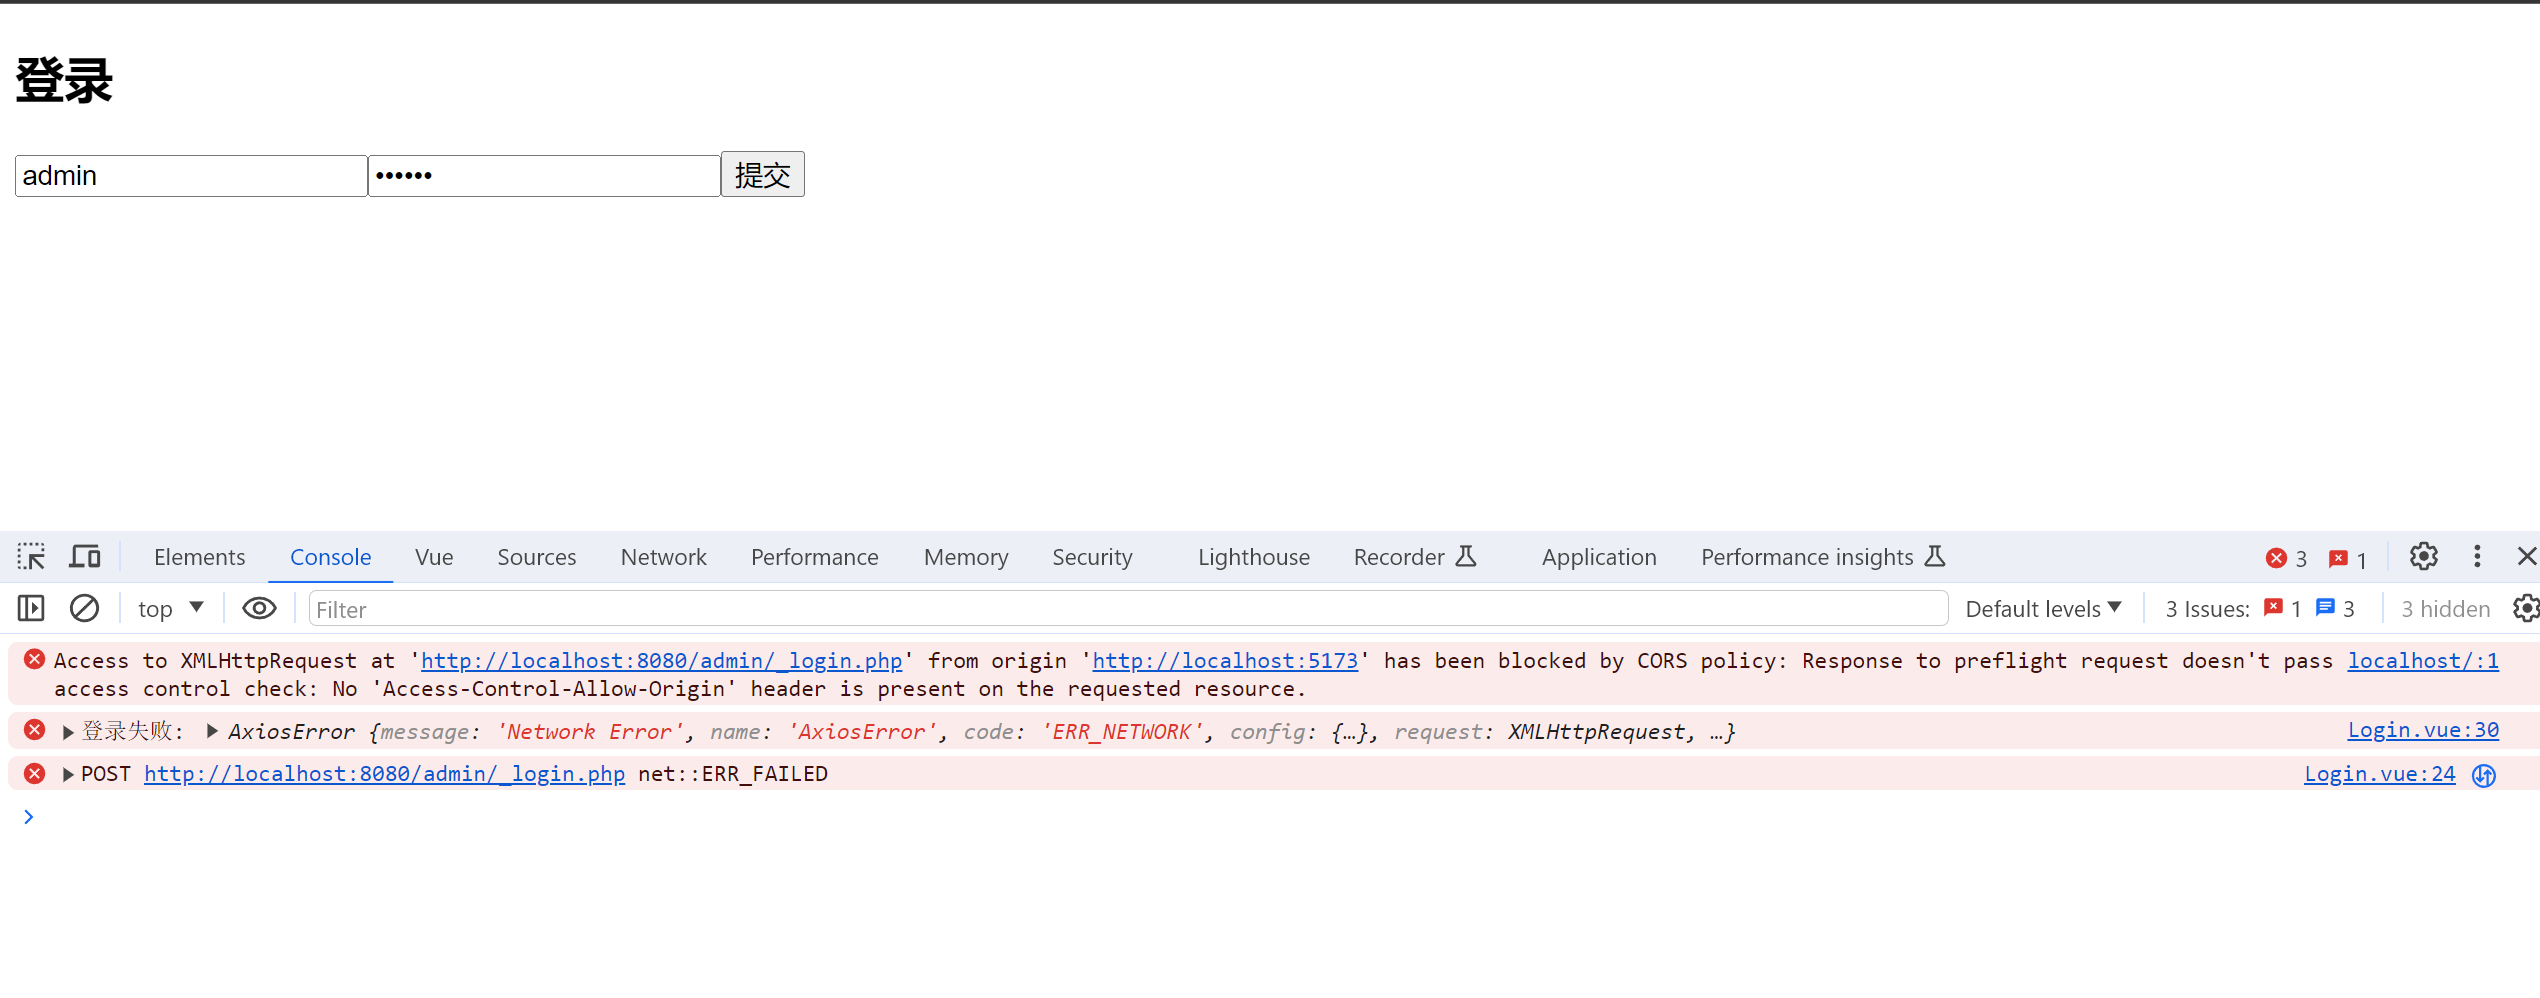 登录
admin •••••• 提交
Elements Console Vue Sources Network Performance Memory Security Lighthouse Recorder Application Performance insights 3 1
top Filter Default levels 3 Issues: 1 3 3 hidden
Access to XMLHttpRequest at 'http://localhost:8080/admin/_login.php' from origin 'http://localhost:5173' has been blocked by CORS policy: Response to preflight request doesn't pass localhost/:1
access control check: No 'Access-Control-Allow-Origin' header is present on the requested resource.
登录失败: AxiosError {message: 'Network Error', name: 'AxiosError', code: 'ERR_NETWORK', config: {…}, request: XMLHttpRequest, …} Login.vue:30
POST http://localhost:8080/admin/_login.php net::ERR_FAILED Login.vue:24